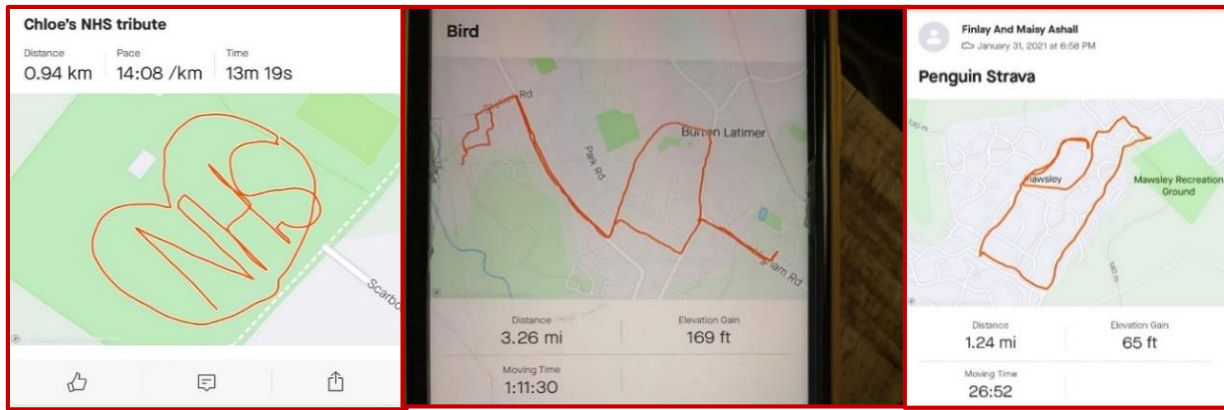 Chloe's NHS tribute
Distance Pace Time
0.94 km 14:08 /km 13m 19s
NHS
Bird
Rd
Park Rd
Burton Latimer
Distance Elevation Gain
3.26 mi 169 ft
Moving Time
1:11:30
Finlay And Maisy Ashall
January 31, 2021 at 6:58 PM
Penguin Strava
130 m
Mawsley
Mawsley Recreation
Ground
140 m
Distance Elevation Gain
1.24 mi 65 ft
Moving Time
26:52